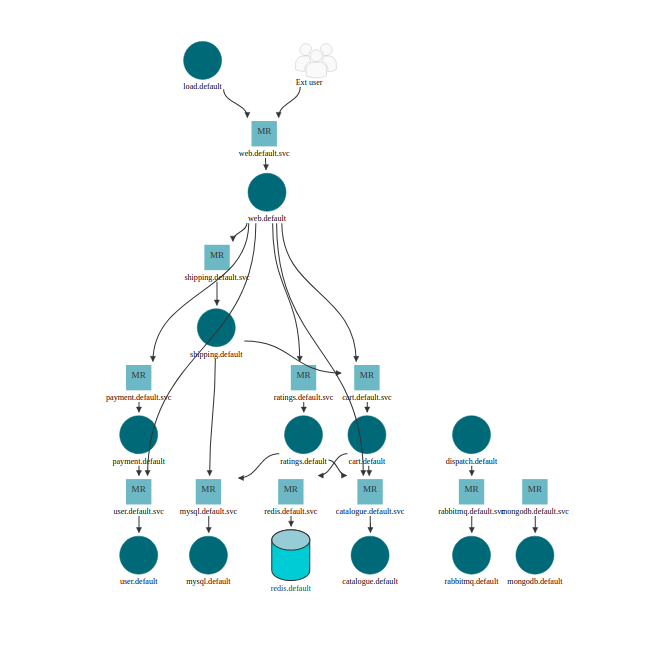 load.default
Ext user
MR
web.default.svc
web.default
MR
shipping.default.svc
shipping.default
MR
MR
MR
payment.default.svc
ratings.default.svc
cart.default.svc
payment.default
ratings.default
cart.default
dispatch.default
MR
MR
MR
MR
MR
MR
user.default.svc
mysql.default.svc
redis.default.svc
catalogue.default.svc
rabbitmq.default.svc
mongodb.default.svc
user.default
mysql.default
redis.default
catalogue.default
rabbitmq.default
mongodb.default